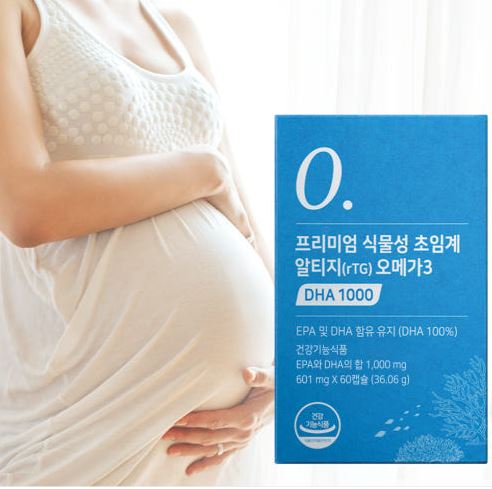 O.
프리미엄 식물성 초임계
알티지(rTG) 오메가3
DHA 1000
EPA 및 DHA 함유 유지 (DHA 100%)
건강기능식품
EPA와 DHA의 합 1,000 mg
601 mg X 60캡슐 (36.06 g)
건강
기능식품